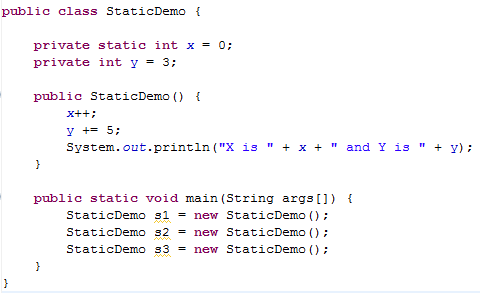 public class StaticDemo {
private static int x = 0;
private int y = 3;
public StaticDemo() {
x++;
y += 5;
System.out.println("X is " + x + " and Y is " + y);
}
public static void main(String args[]) {
StaticDemo s1 = new StaticDemo();
StaticDemo s2 = new StaticDemo();
StaticDemo s3 = new StaticDemo();
}
}